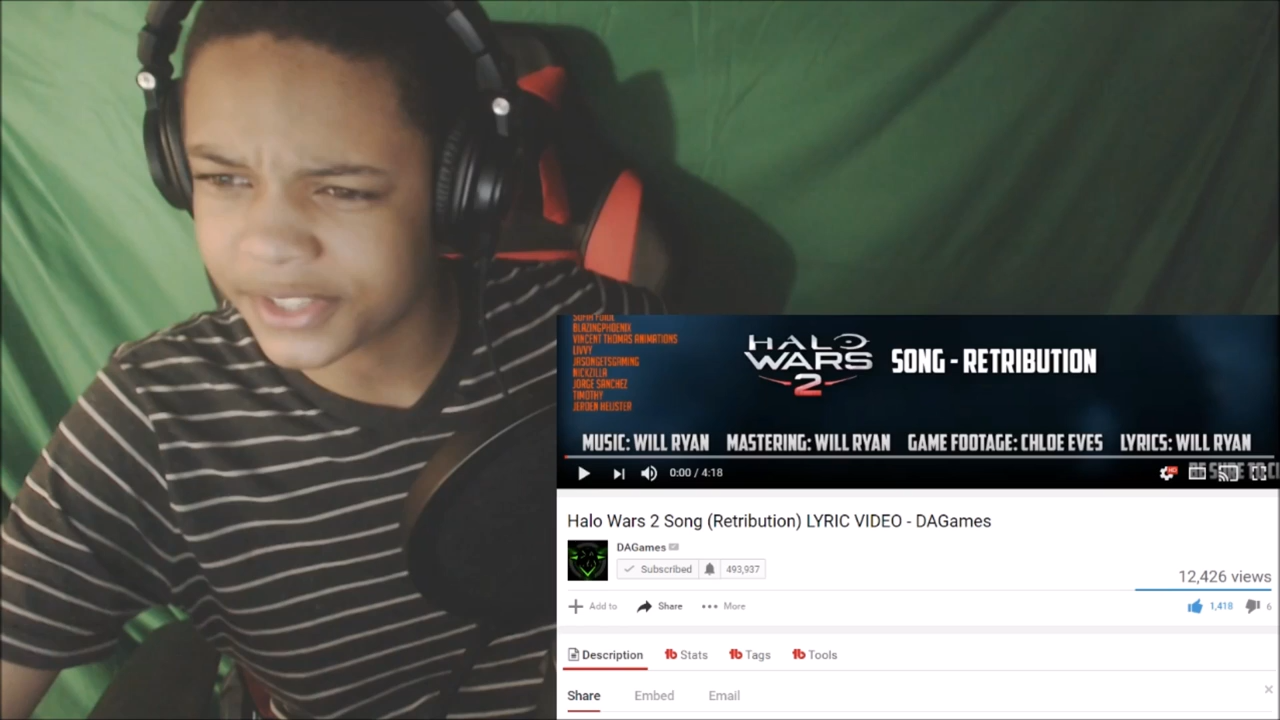 BLAZINGPHOENIX
VINCENT THOMAS ANIMATIONS
LIVVY
JASONGETSGAMING
NICKZILLA
JORGE SANCHEZ
TIMOTHY
JEROEN HEIJSTER
HALO
WARS
2
SONG - RETRIBUTION
MUSIC: WILL RYAN MASTERING: WILL RYAN GAME FOOTAGE: CHLOE EVES LYRICS: WILL RYAN
0:00 / 4:18
HD
Halo Wars 2 Song (Retribution) LYRIC VIDEO - DAGames
DAGames
Subscribed 493,937
12,426 views
Add to Share More 1,418 6
Description Stats Tags Tools
Share Embed Email